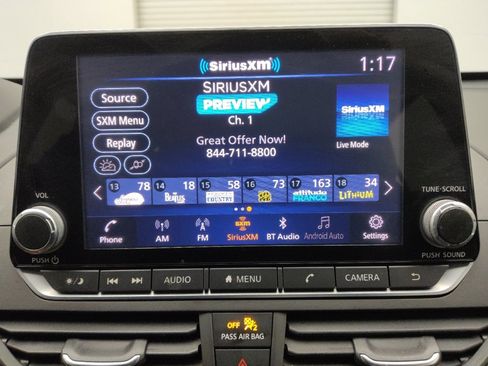 SiriusXM
1:17
SIRIUSXM
PREVIEW
Source
Ch. 1
SXM Menu
SiriusXM
Great Offer Now!
Replay
844-711-8800
Live Mode
13 78 14 18 15 58 16 73 17 163 18 34
THE BEATLES COUNTRY attitude FRANCO LITHIUM
VOL
TUNE•SCROLL
Phone AM FM SiriusXM BT Audio Android Auto Settings
PUSH
PUSH SOUND
AUDIO MENU CAMERA
OFF 2
PASS AIR BAG